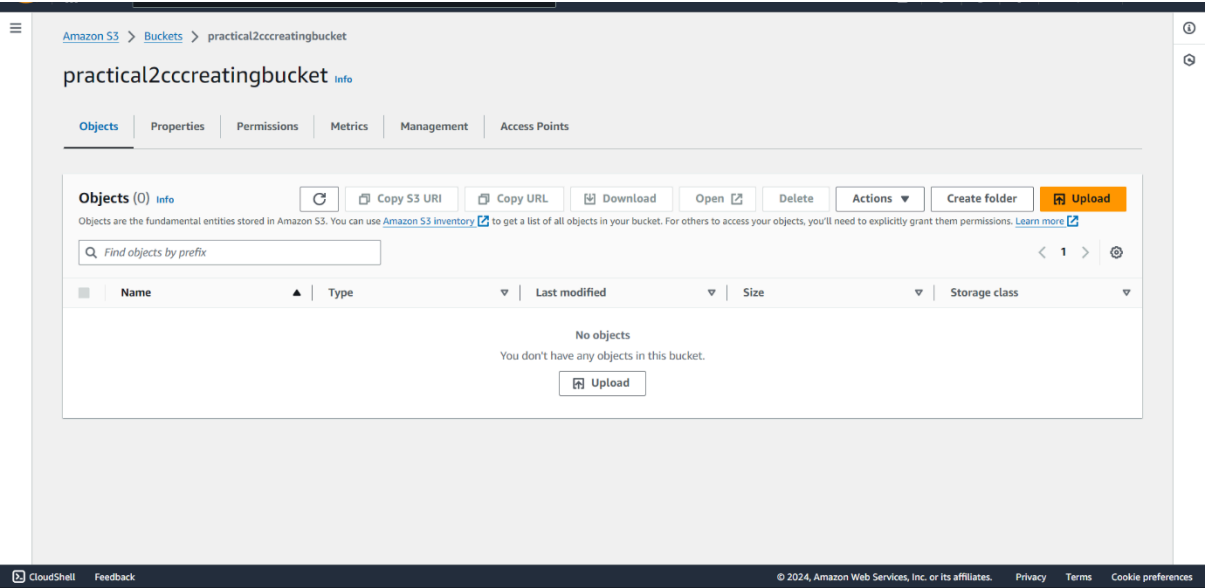 Amazon S3 > Buckets > practical2cccreatingbucket
practical2cccreatingbucket Info
Objects Properties Permissions Metrics Management Access Points
Objects (0) Info Copy S3 URI Copy URL Download Open Delete Actions Create folder Upload
Objects are the fundamental entities stored in Amazon S3. You can use Amazon S3 inventory to get a list of all objects in your bucket. For others to access your objects, you'll need to explicitly grant them permissions. Learn more
Find objects by prefix < 1 >
Name Type Last modified Size Storage class
No objects
You don't have any objects in this bucket.
Upload
CloudShell Feedback © 2024, Amazon Web Services, Inc. or its affiliates. Privacy Terms Cookie preferences